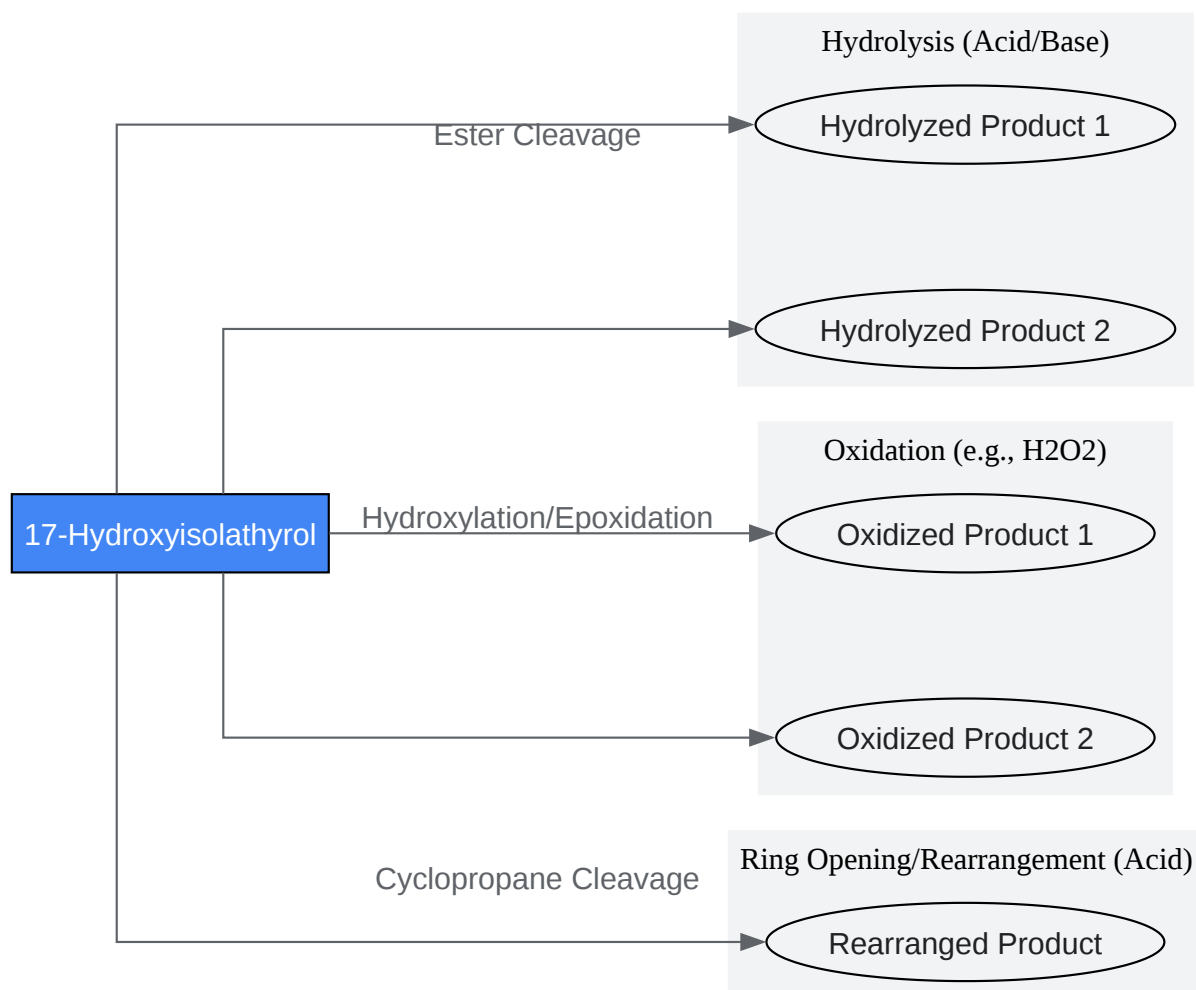 Hydrolysis (Acid/Base)
Hydrolyzed Product 1
Ester Cleavage
Hydrolyzed Product 2
Oxidation (e.g., H2O2)
17-Hydroxyisolathyrol
Hydroxylation/Epoxidation
Oxidized Product 1
Oxidized Product 2
Ring Opening/Rearrangement (Acid)
Cyclopropane Cleavage
Rearranged Product